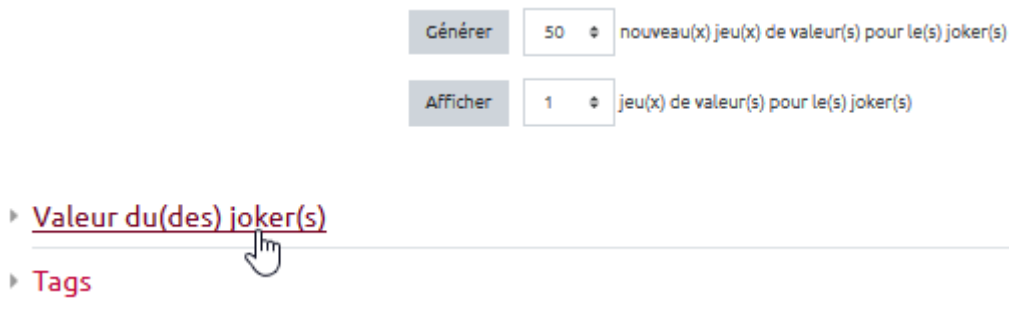 Générer 50 nouveau(x) jeu(x) de valeur(s) pour le(s) joker(s)
Afficher 1 jeu(x) de valeur(s) pour le(s) joker(s)
Valeur du(des) joker(s)
Tags